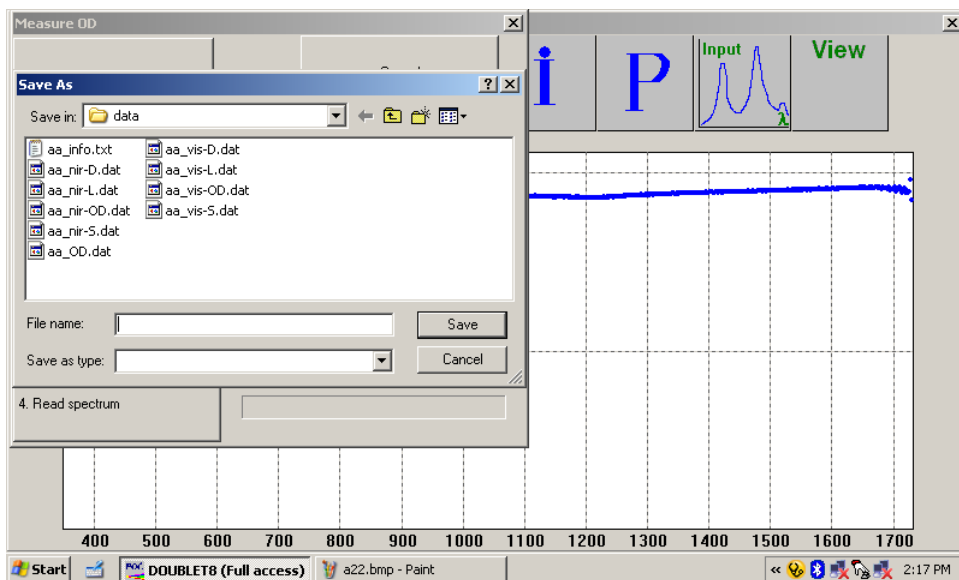 Measure OD
Save As
Save in: data
aa_info.txt
aa_nir-D.dat
aa_nir-L.dat
aa_nir-OD.dat
aa_nir-S.dat
aa_OD.dat
aa_vis-D.dat
aa_vis-L.dat
aa_vis-OD.dat
aa_vis-S.dat
File name:
Save
Save as type:
Cancel
4. Read spectrum
i
P
Input
λ
View
400 500 600 700 800 900 1000 1100 1200 1300 1400 1500 1600 1700
Start
DOUBLET8 (Full access)
a22.bmp - Paint
«
2:17 PM